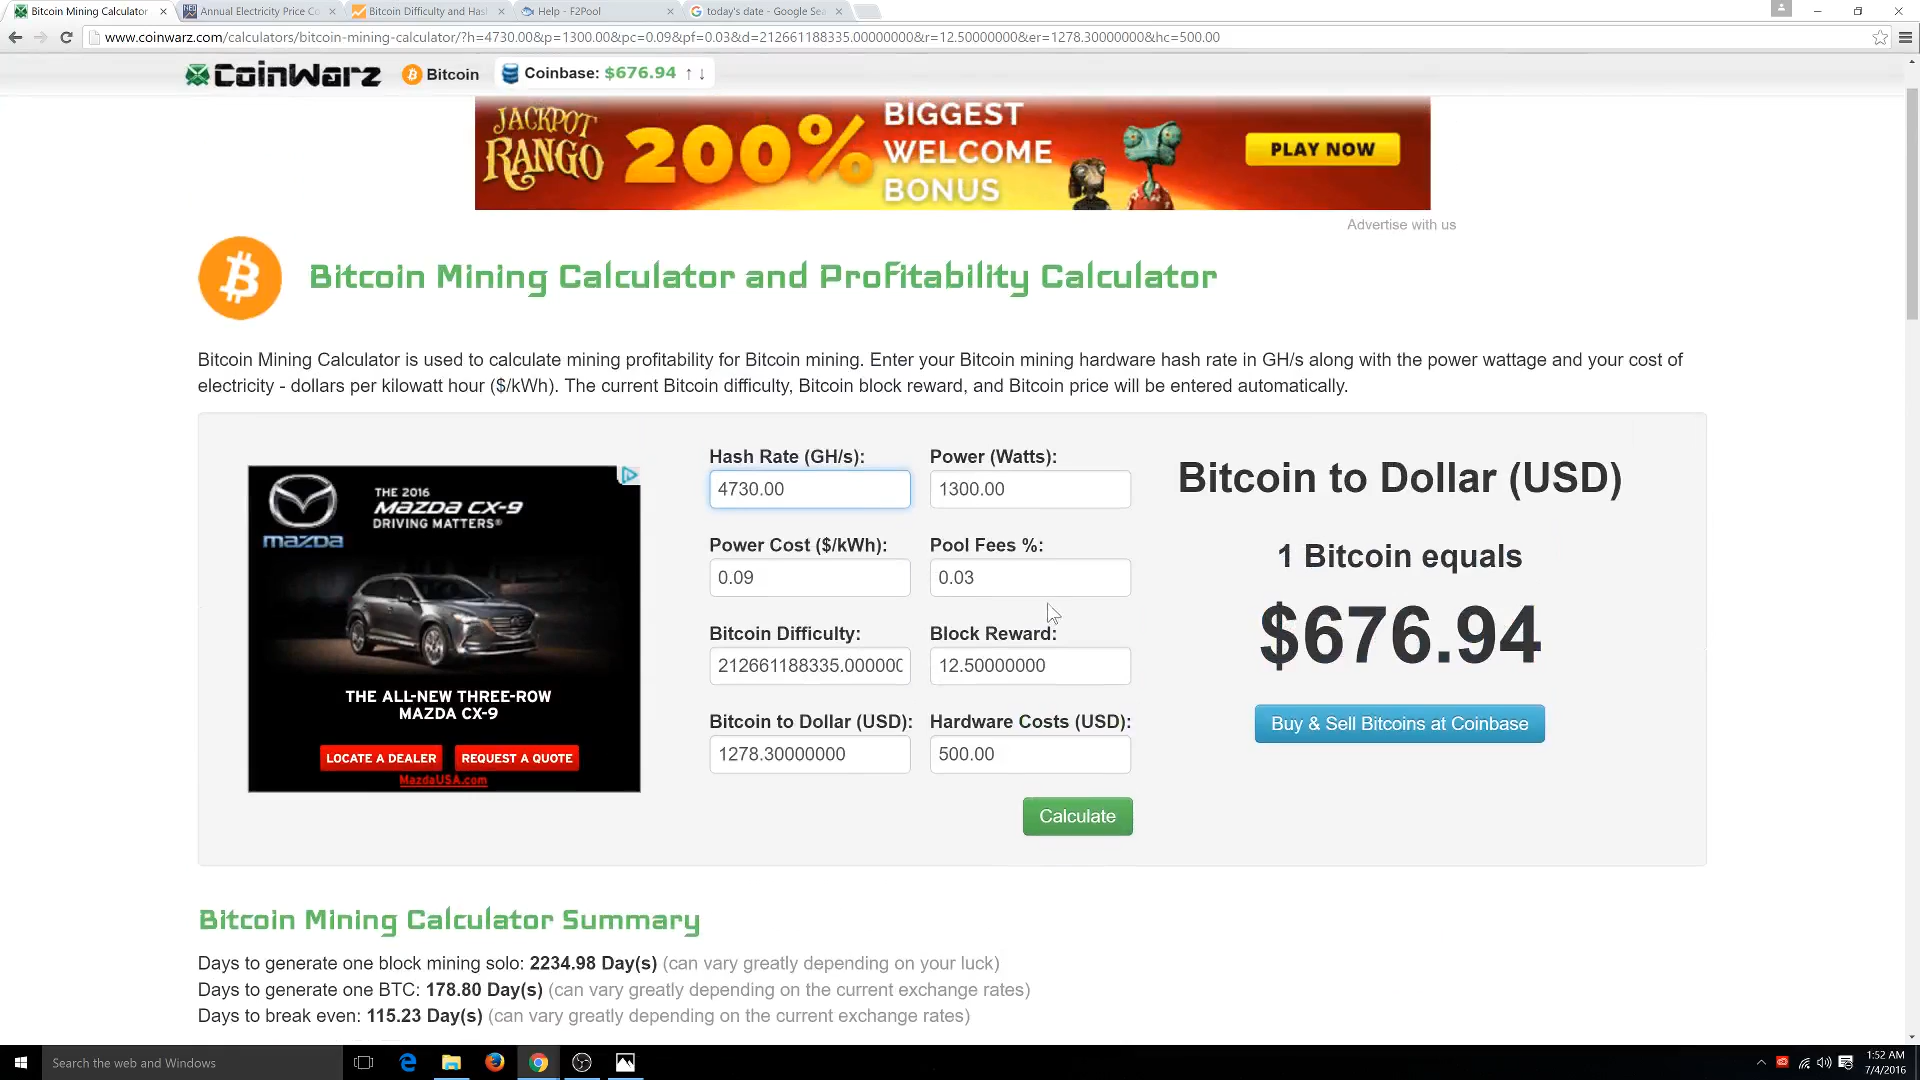 Bitcoin Mining Calculator
Annual Electricity Price Co
Bitcoin Difficulty and Hash
Help - F2Pool
today's date - Google Sea
www.coinwarz.com/calculators/bitcoin-mining-calculator/?h=4730.00&p=1300.00&pc=0.09&pf=0.03&d=212661188335.00000000&r=12.50000000&er=1278.30000000&hc=500.00
CoinWarz
Bitcoin
Coinbase: $676.94 ↑ ↓
JACKPOT
RANGO
200%
BIGGEST
WELCOME
BONUS
PLAY NOW
Advertise with us
Bitcoin Mining Calculator and Profitability Calculator
Bitcoin Mining Calculator is used to calculate mining profitability for Bitcoin mining. Enter your Bitcoin mining hardware hash rate in GH/s along with the power wattage and your cost of
electricity - dollars per kilowatt hour ($/kWh). The current Bitcoin difficulty, Bitcoin block reward, and Bitcoin price will be entered automatically.
mazda
THE 2016
MAZDA CX-9
DRIVING MATTERS®
THE ALL-NEW THREE-ROW
MAZDA CX-9
LOCATE A DEALER
REQUEST A QUOTE
MazdaUSA.com
Hash Rate (GH/s):
Power (Watts):
4730.00
1300.00
Power Cost ($/kWh):
Pool Fees %:
0.09
0.03
Bitcoin Difficulty:
Block Reward:
212661188335.000000
12.50000000
Bitcoin to Dollar (USD):
Hardware Costs (USD):
1278.30000000
500.00
Calculate
Bitcoin to Dollar (USD)
1 Bitcoin equals
$676.94
Buy & Sell Bitcoins at Coinbase
Bitcoin Mining Calculator Summary
Days to generate one block mining solo: 2234.98 Day(s) (can vary greatly depending on your luck)
Days to generate one BTC: 178.80 Day(s) (can vary greatly depending on the current exchange rates)
Days to break even: 115.23 Day(s) (can vary greatly depending on the current exchange rates)
Search the web and Windows
1:52 AM
7/4/2016